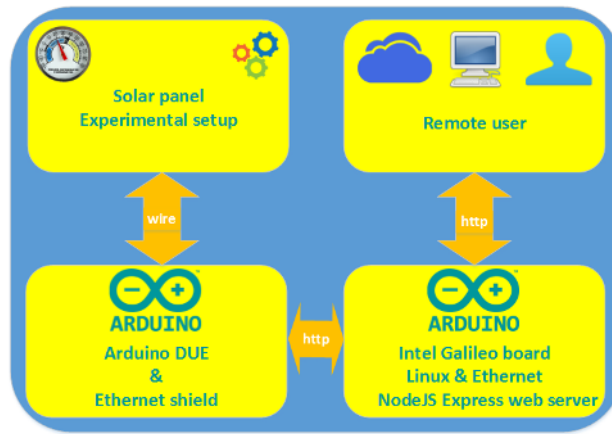 Solar panel
Experimental setup
Remote user
wire
http
ARDUINO
Arduino DUE
&
Ethernet shield
http
ARDUINO
Intel Galileo board
Linux & Ethernet
NodeJS Express web server